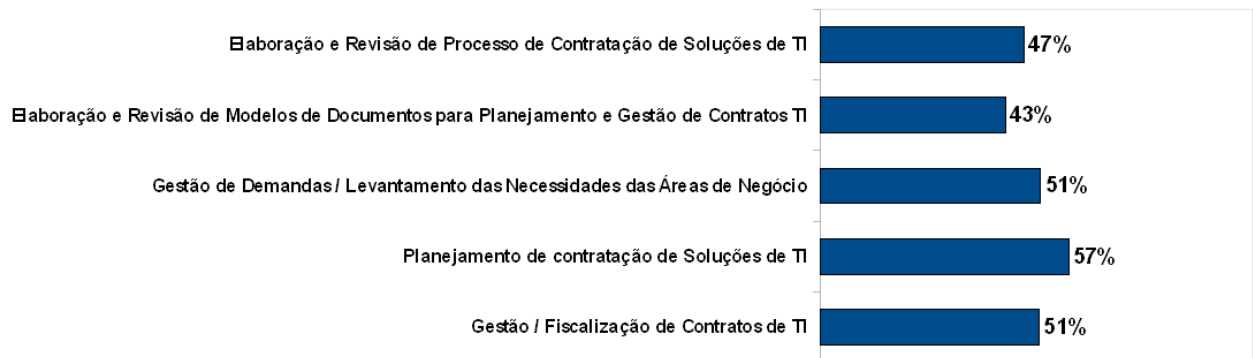 Elaboração e Revisão de Processo de Contratação de Soluções de TI 47%
Elaboração e Revisão de Modelos de Documentos para Planejamento e Gestão de Contratos TI 43%
Gestão de Demandas / Levantamento das Necessidades das Áreas de Negócio 51%
Planejamento de contratação de Soluções de TI 57%
Gestão / Fiscalização de Contratos de TI 51%